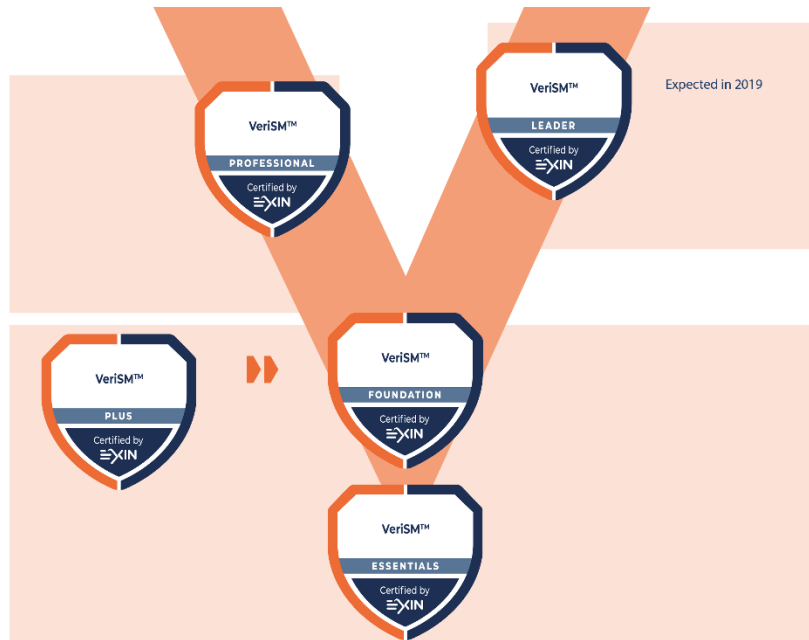 VeriSM™
PROFESSIONAL
Certified by
EXIN
VeriSM™
LEADER
Certified by
EXIN
Expected in 2019
VeriSM™
PLUS
Certified by
EXIN
VeriSM™
FOUNDATION
Certified by
EXIN
VeriSM™
ESSENTIALS
Certified by
EXIN